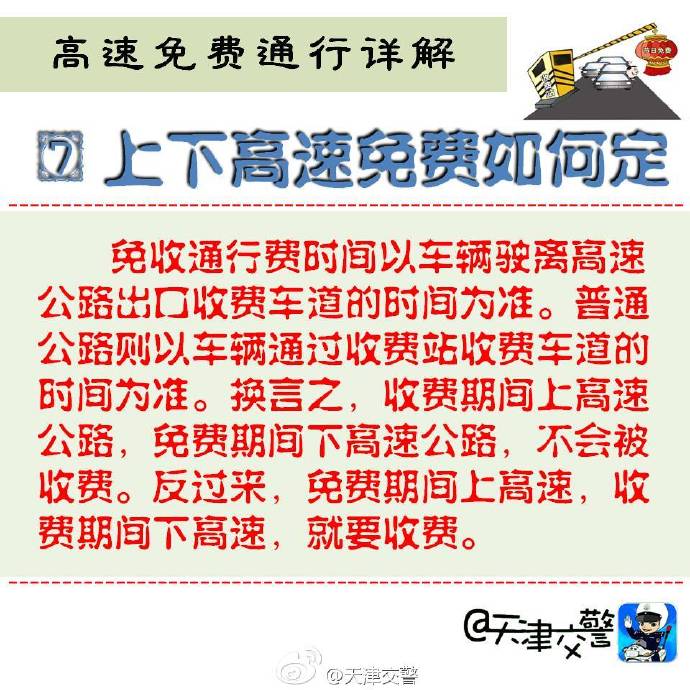 高速免费通行详解
节日免费
7 上下高速免费如何定
免收通行费时间以车辆驶离高速
公路出口收费车道的时间为准。普通
公路则以车辆通过收费站收费车道的
时间为准。换言之，收费期间上高速
公路，免费期间下高速公路，不会被
收费。反过来，免费期间上高速，收
费期间下高速，就要收费。
@天津交警
@天津交警